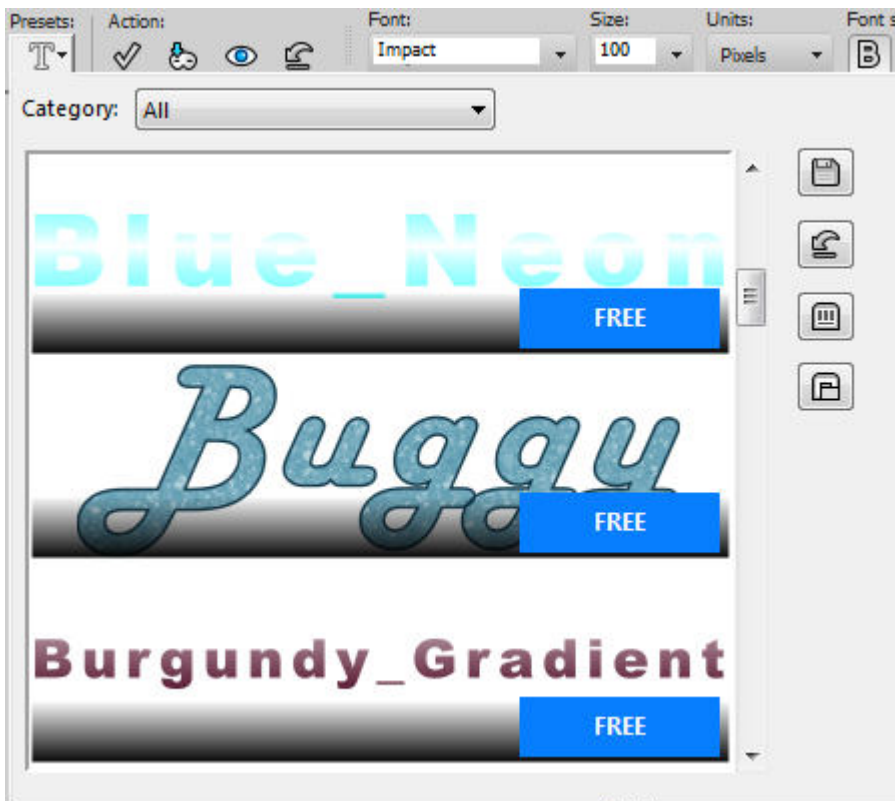 Presets: Action: Font: Size: Units: Font s
Impact 100 Pixels B
Category: All
Blue_Neon
FREE
Buggy
FREE
Burgundy_Gradient
FREE